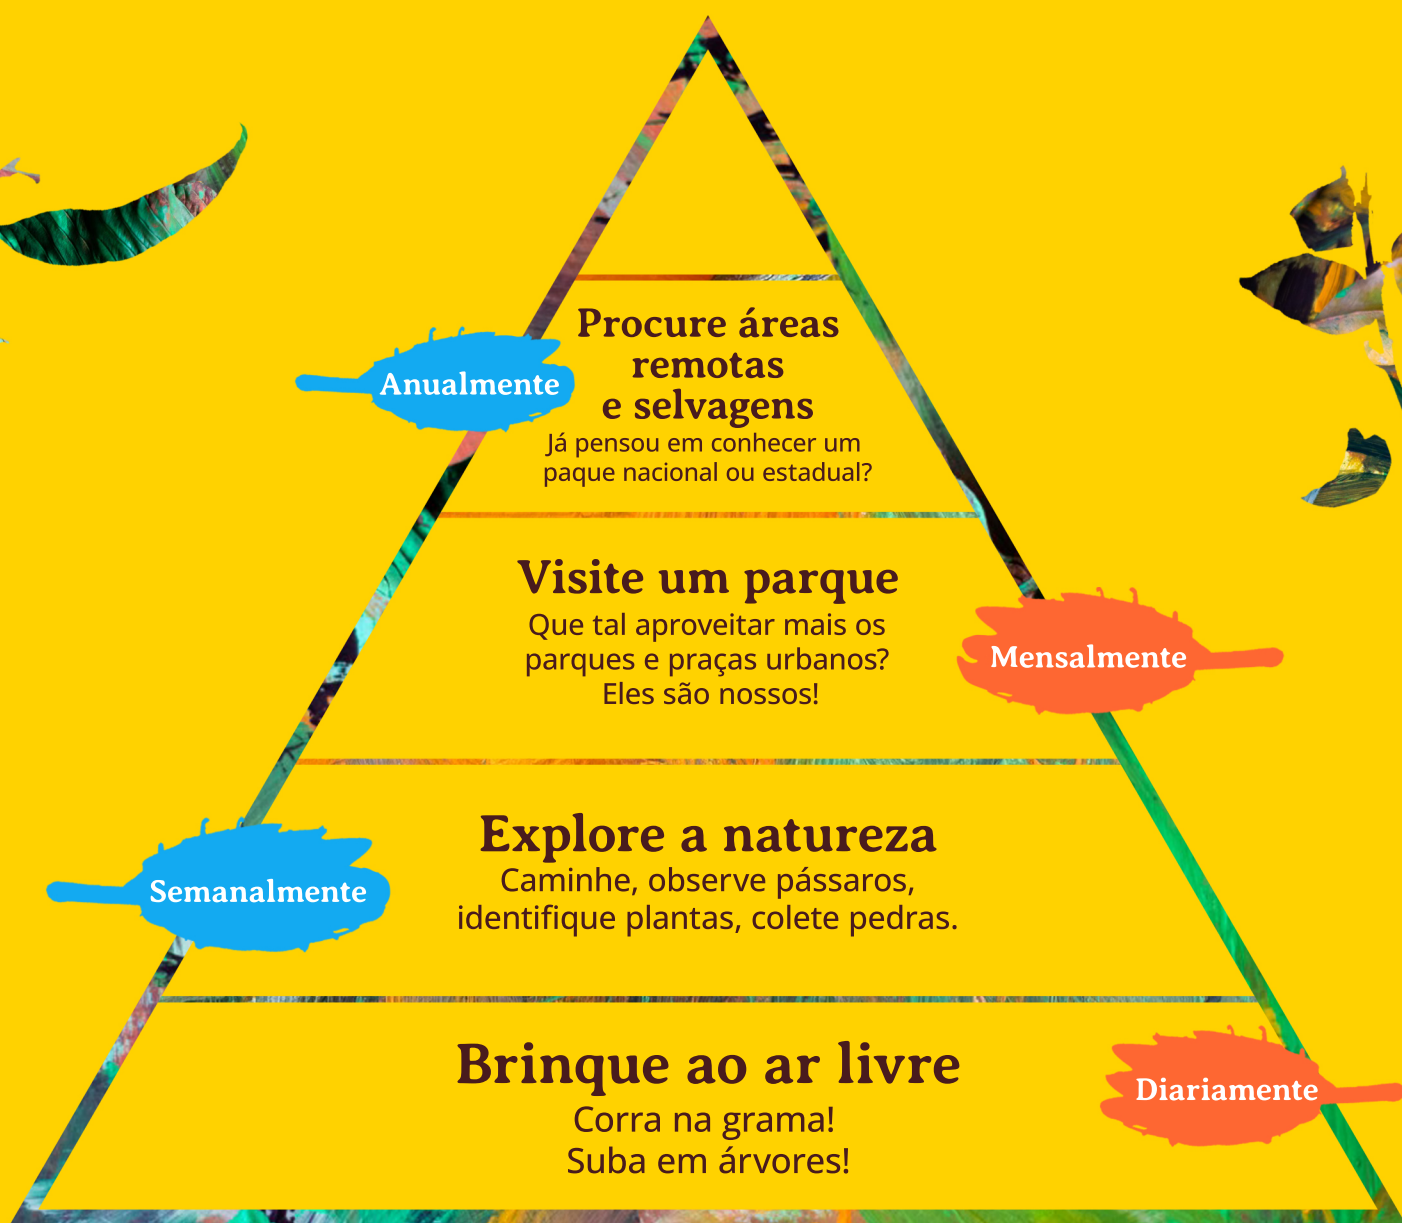 Procure áreas
remotas
e selvagens
Anualmente
Já pensou em conhecer um
paque nacional ou estadual?
Visite um parque
Que tal aproveitar mais os
parques e praças urbanos?
Eles são nossos!
Mensalmente
Explore a natureza
Caminhe, observe pássaros,
identifique plantas, colete pedras.
Semanalmente
Brinque ao ar livre
Corra na grama!
Suba em árvores!
Diariamente